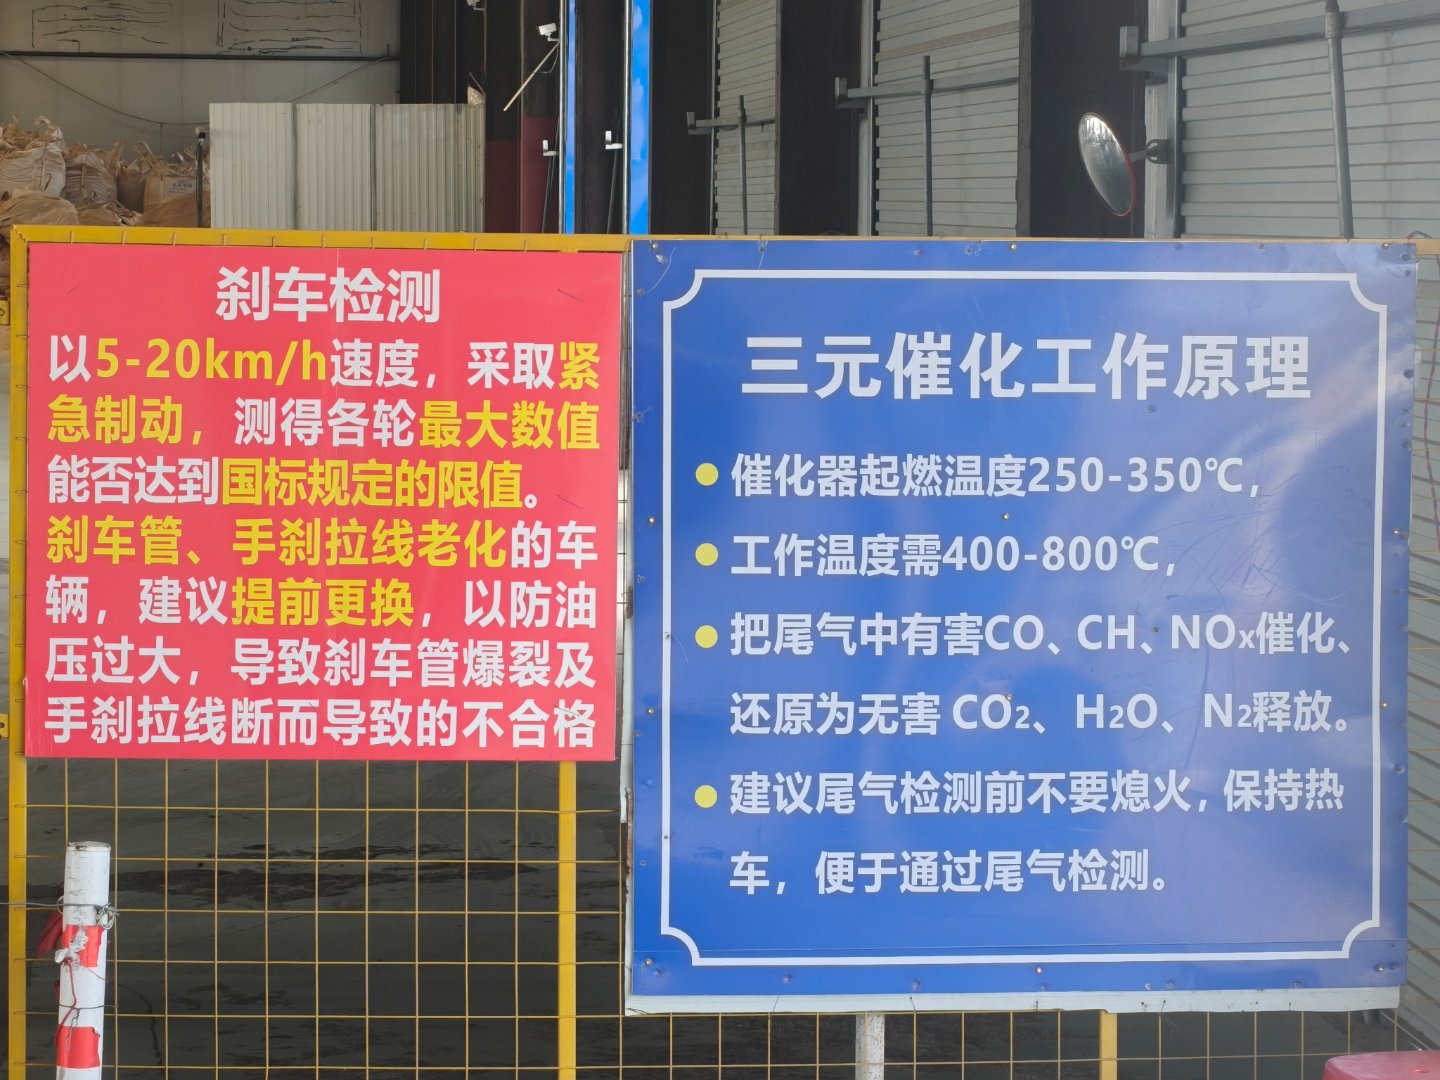 刹车检测
以5-20km/h速度，采取紧
急制动，测得各轮最大数值
能否达到国标规定的限值。
刹车管、手刹拉线老化的车
辆，建议提前更换，以防油
压过大，导致刹车管爆裂及
手刹拉线断而导致的不合格
三元催化工作原理
催化器起燃温度250-350℃，
工作温度需400-800℃，
把尾气中有害CO、CH、NOx催化、
还原为无害 CO2、H2O、N2释放。
建议尾气检测前不要熄火，保持热
车，便于通过尾气检测。